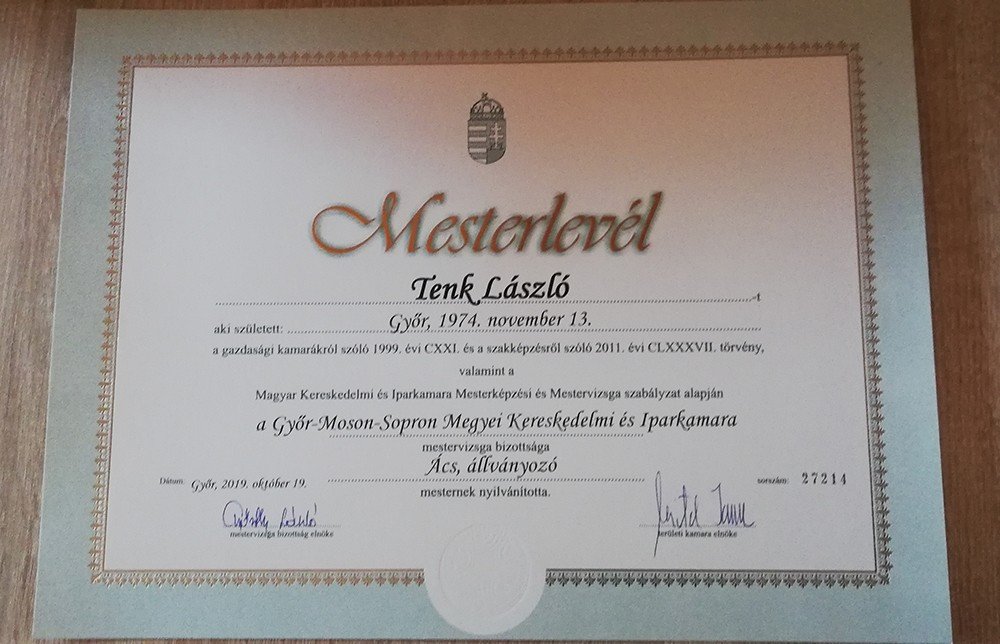 Mesterlevél
Tenk László
t
aki született: Győr, 1974. november 13.
a gazdasági kamarákról szóló 1999. évi CXXI. és a szakképzésről szóló 2011. évi CLXXXVII. törvény,
valamint a
Magyar Kereskedelmi és Iparkamara Mesterképzési és Mestervizsga szabályzat alapján
a Győr-Moson-Sopron Megyei Kereskedelmi és Iparkamara
mestervizsga bizottsága
Ács, állványozó
mesternek nyilvánította.
Dátum: Győr, 2019. október 19.
sorszám: 27214
mestervizsga bizottság elnöke
területi kamara elnöke